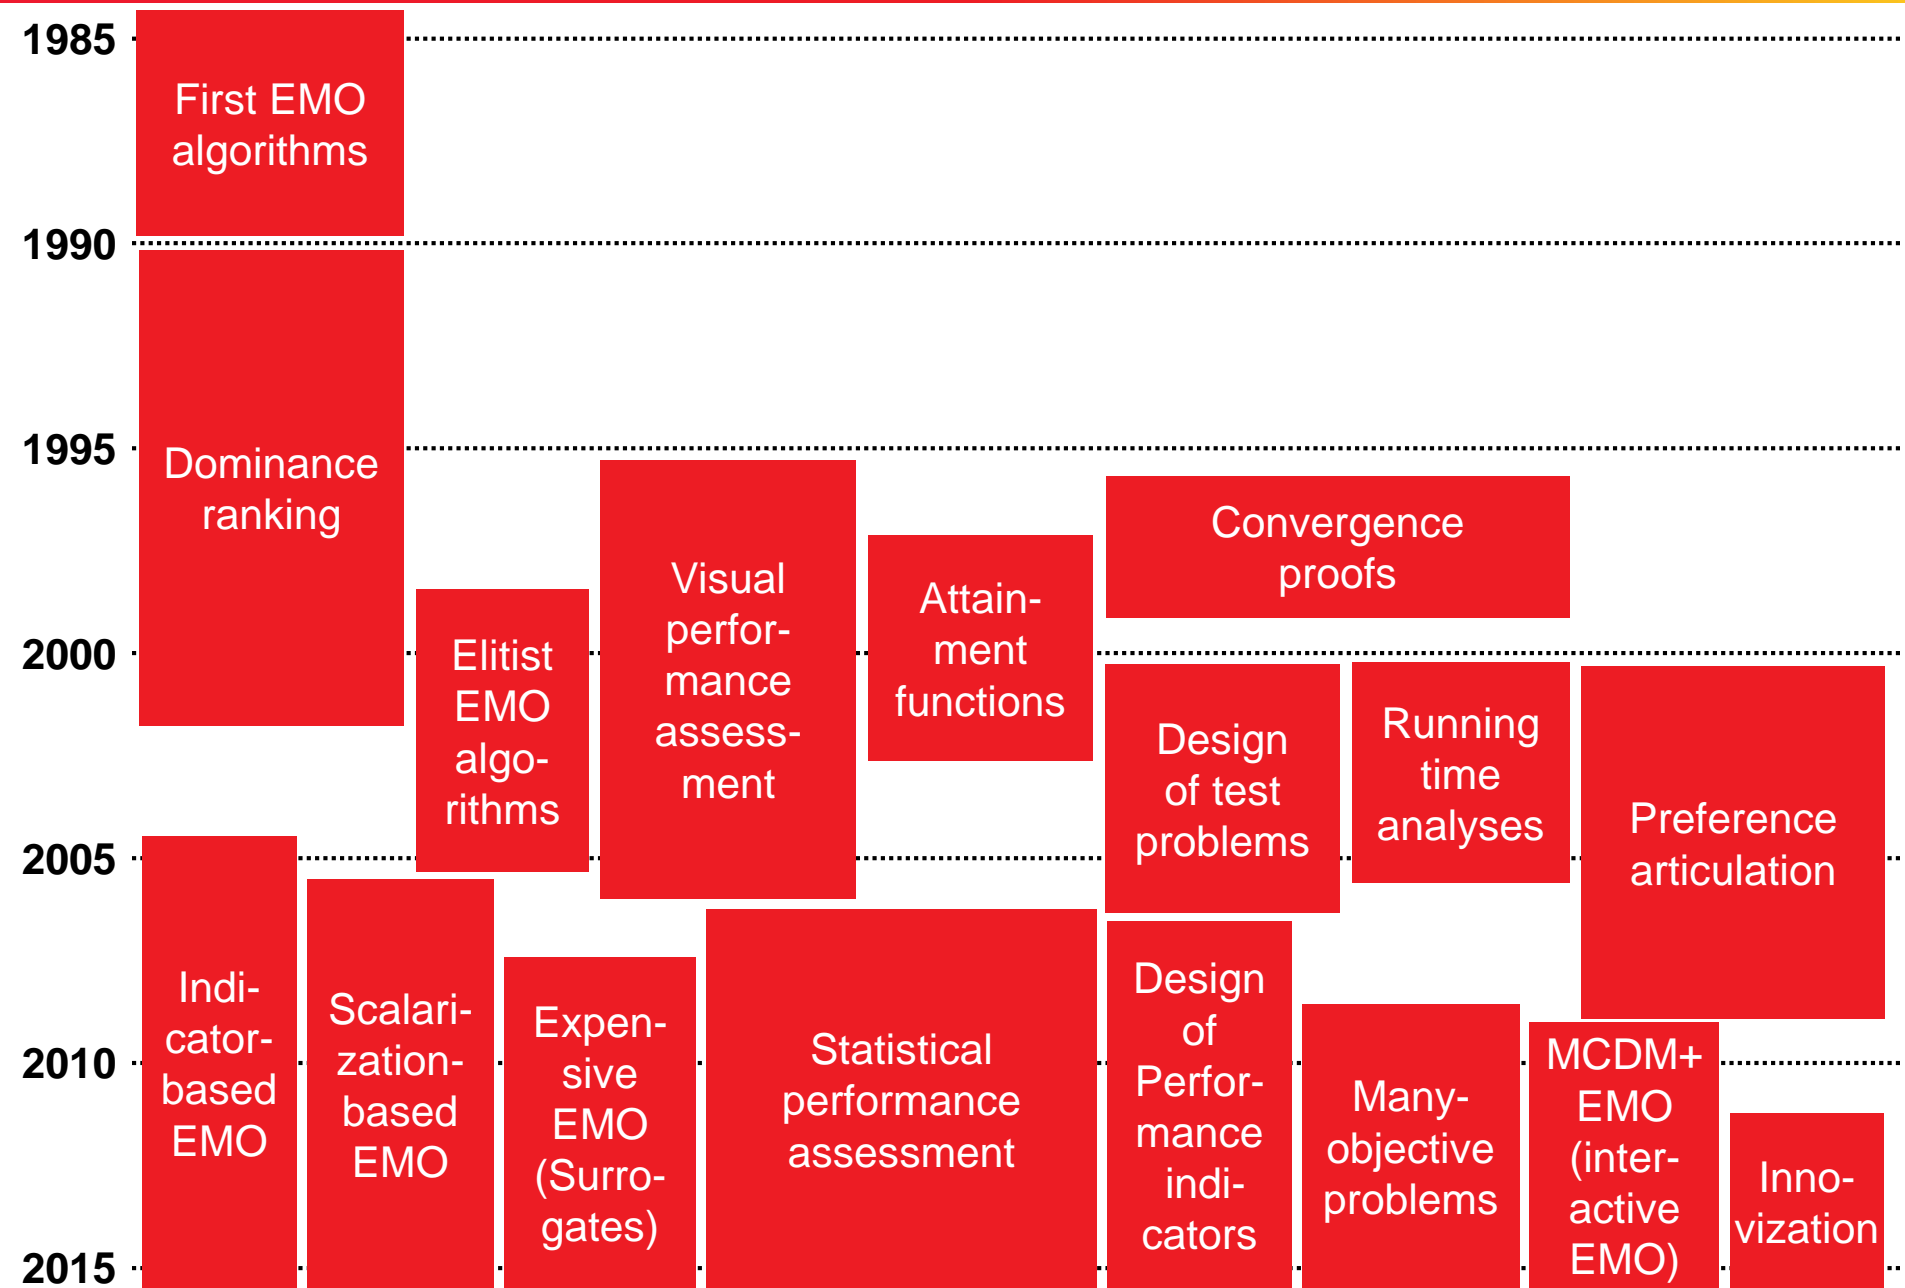 1985
First EMO
algorithms
1990
Dominance
ranking
1995
Convergence
proofs
Visual
perfor-
mance
assess-
ment
Attain-
ment
functions
2000
Elitist
EMO
algo-
rithms
Design
of test
problems
Running
time
analyses
Preference
articulation
2005
Indi-
cator-
based
EMO
Scalari-
zation-
based
EMO
Expen-
sive
EMO
(Surro-
gates)
Statistical
performance
assessment
Design
of
Perfor-
mance
indi-
cators
Many-
objective
problems
MCDM+
EMO
(inter-
active
EMO)
Inno-
vization
2010
2015